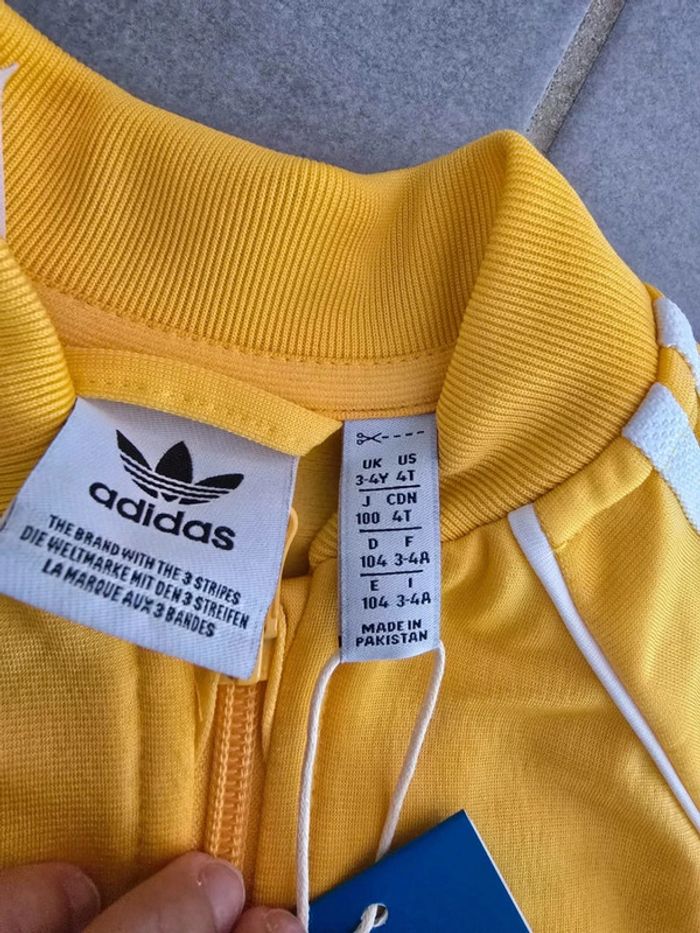 adidas
THE BRAND WITH THE 3 STRIPES
DIE WELTMARKE MIT DEN 3 STREIFEN
LA MARQUE AUX 3 BANDES
UK US
3-4Y 4T
J CDN
100 4T
D F
104 3-4A
E I
104 3-4A
MADE IN
PAKISTAN